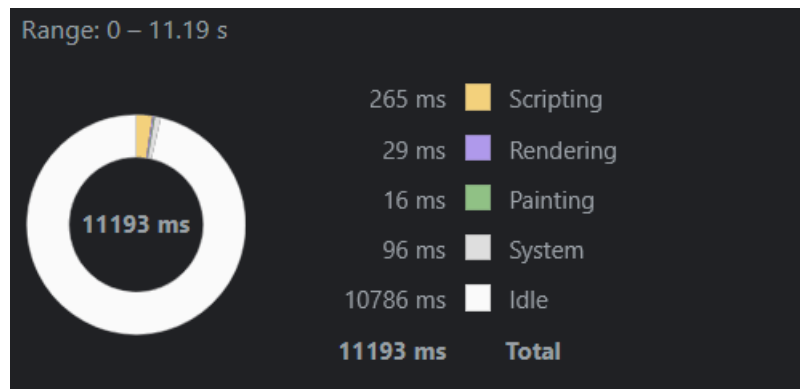 Range: 0 – 11.19 s
11193 ms
265 ms Scripting
29 ms Rendering
16 ms Painting
96 ms System
10786 ms Idle
11193 ms Total